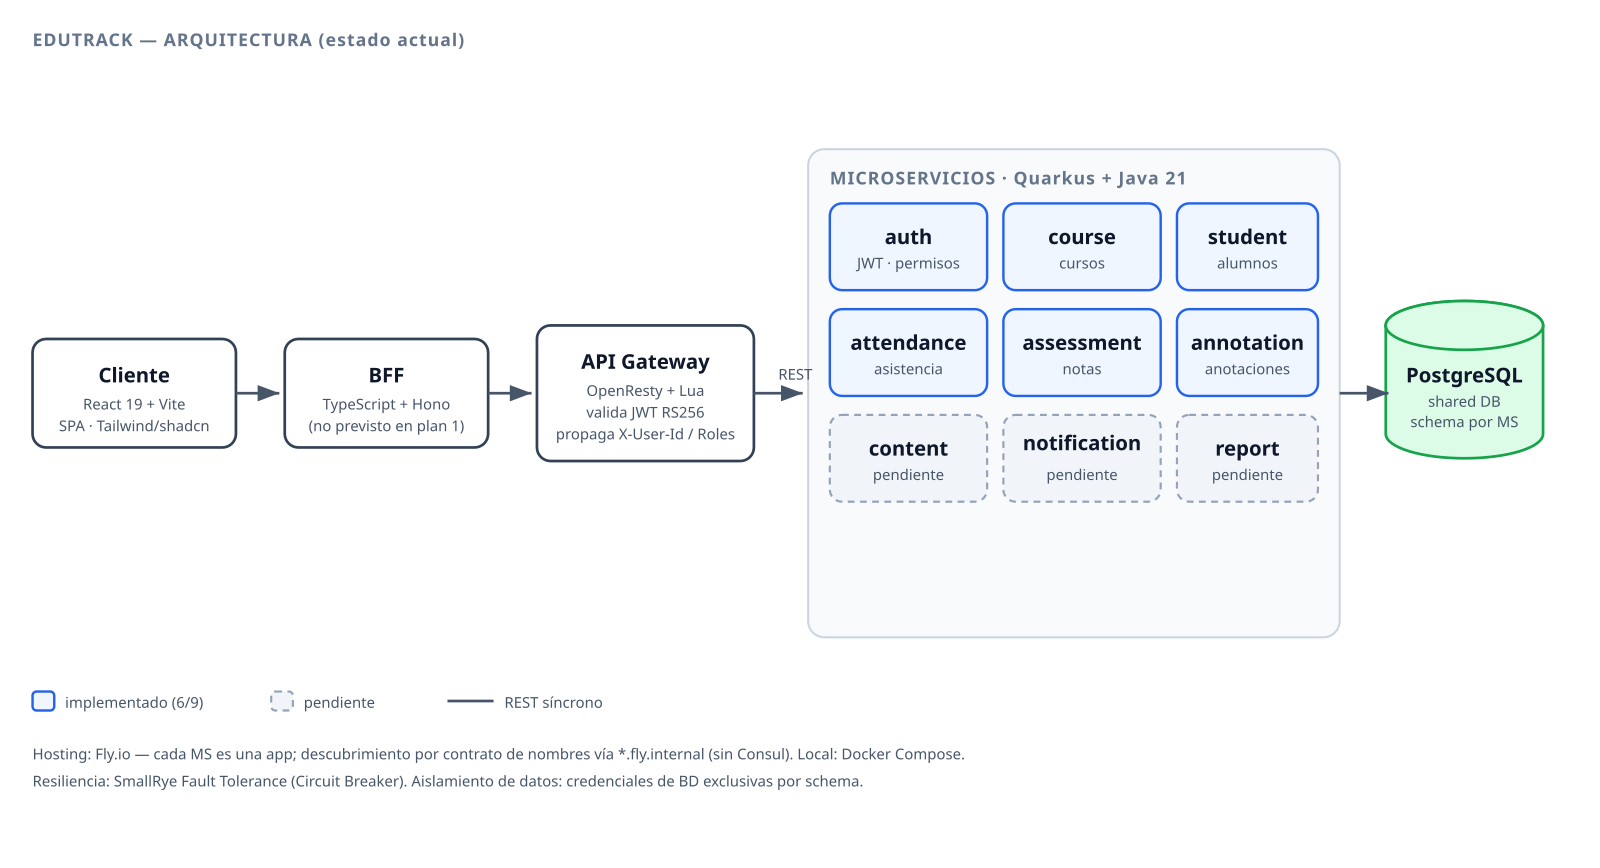 EDUTRACK — ARQUITECTURA (estado actual)
Cliente
React 19 + Vite
SPA · Tailwind/shadcn
BFF
TypeScript + Hono
(no previsto en plan 1)
API Gateway
OpenResty + Lua
valida JWT RS256
propaga X-User-Id / Roles
REST
MICROSERVICIOS · Quarkus + Java 21
auth
JWT · permisos
course
cursos
student
alumnos
attendance
asistencia
assessment
notas
annotation
anotaciones
content
pendiente
notification
pendiente
report
pendiente
PostgreSQL
shared DB
schema por MS
implementado (6/9)
pendiente
REST síncrono
Hosting: Fly.io — cada MS es una app; descubrimiento por contrato de nombres vía *.fly.internal (sin Consul). Local: Docker Compose.
Resiliencia: SmallRye Fault Tolerance (Circuit Breaker). Aislamiento de datos: credenciales de BD exclusivas por schema.